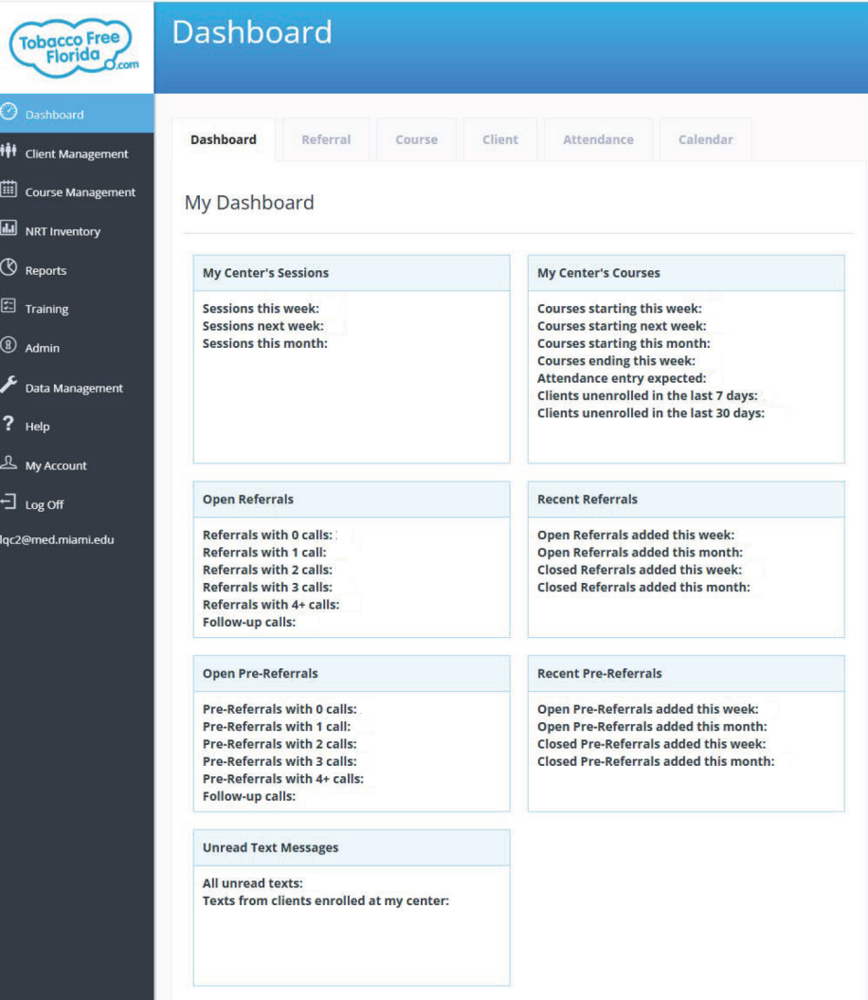 Tobacco Free
Florida
.com
Dashboard
Dashboard
Client Management
Course Management
NRT Inventory
Reports
Training
Admin
Data Management
Help
My Account
Log Off
lqc2@med.miami.edu
Dashboard
Referral
Course
Client
Attendance
Calendar
My Dashboard
My Center's Sessions
Sessions this week:
Sessions next week:
Sessions this month:
My Center's Courses
Courses starting this week:
Courses starting next week:
Courses starting this month:
Courses ending this week:
Attendance entry expected:
Clients unenrolled in the last 7 days:
Clients unenrolled in the last 30 days:
Open Referrals
Referrals with 0 calls:
Referrals with 1 call:
Referrals with 2 calls:
Referrals with 3 calls:
Referrals with 4+ calls:
Follow-up calls:
Recent Referrals
Open Referrals added this week:
Open Referrals added this month:
Closed Referrals added this week:
Closed Referrals added this month:
Open Pre-Referrals
Pre-Referrals with 0 calls:
Pre-Referrals with 1 call:
Pre-Referrals with 2 calls:
Pre-Referrals with 3 calls:
Pre-Referrals with 4+ calls:
Follow-up calls:
Recent Pre-Referrals
Open Pre-Referrals added this week:
Open Pre-Referrals added this month:
Closed Pre-Referrals added this week:
Closed Pre-Referrals added this month:
Unread Text Messages
All unread texts:
Texts from clients enrolled at my center: